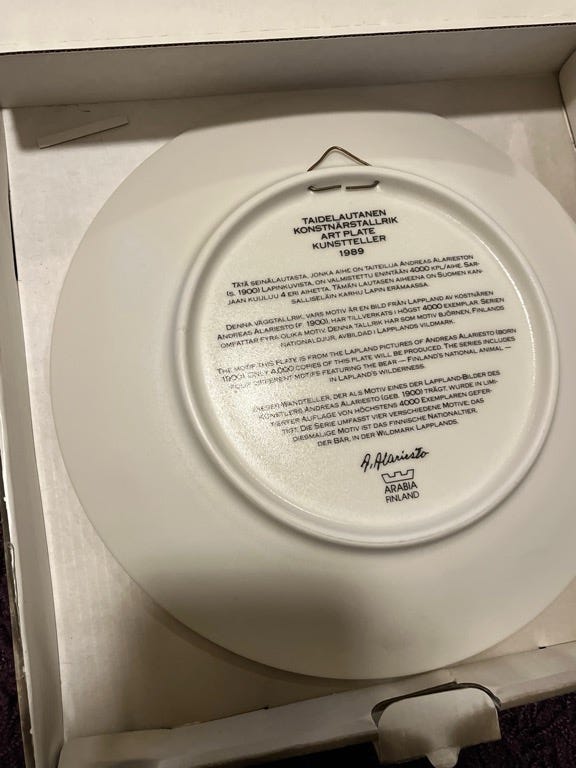 TAIDELAUTANEN
KONSTNÄRSTALLRIK
ART PLATE
KUNSTTELLER
1989
TÄTÄ SEINÄLAUTASTA, JONKA AIHE ON TAITEILIJA ANDREAS ALARIESTON
(S. 1900) LAPINKUVISTA, ON VALMISTETTU ENINTÄÄN 4000 KPL/AIHE. SAR-
JAAN KUULUU 4 ERI AIHETTA. TÄMÄN LAUTASEN AIHEENA ON SUOMEN KAN-
SALLISELÄIN KARHU LAPIN ERÄMAASSA.
DENNA VÄGGTALLRIK, VARS MOTIV ÄR EN BILD FRÅN LAPPLAND AV KOSTNÄREN
ANDREAS ALARIESTO (F. 1900), HAR TILLVERKATS I HÖGST 4000 EXEMPLAR. SERIEN
OMFATTAR FYRA OLIKA MOTIV. DENNA TALLRIK HAR SOM MOTIV BJÖRNEN, FINLANDS
NATIONALDJUR, AVBILDAD I LAPPLANDS VILDMARK.
THE MOTIF THIS PLATE IS FROM THE LAPLAND PICTURES OF ANDREAS ALARIESTO (BORN
1900). ONLY 4,000 COPIES OF THIS PLATE WILL BE PRODUCED. THE SERIES INCLUDES
FOUR DIFFERENT MOTIFS FEATURING THE BEAR — FINLAND'S NATIONAL ANIMAL —
IN LAPLAND'S WILDERNESS.
DIESER WANDTELLER, DER ALS MOTIV EINES DER LAPPLAND-BILDER DES
KÜNSTLERS ANDREAS ALARIESTO (GEB. 1900) TRÄGT, WURDE IN LIMI-
TIERTER AUFLAGE VON HÖCHSTENS 4000 EXEMPLAREN GEFER-
TIGT. DIE SERIE UMFASST VIER VERSCHIEDENE MOTIVE; DAS
DIESMALIGE MOTIV IST DAS FINNISCHE NATIONALTIER,
DER BÄR, IN DER WILDMARK LAPPLANDS.
A. Alariesto
ARABIA
FINLAND